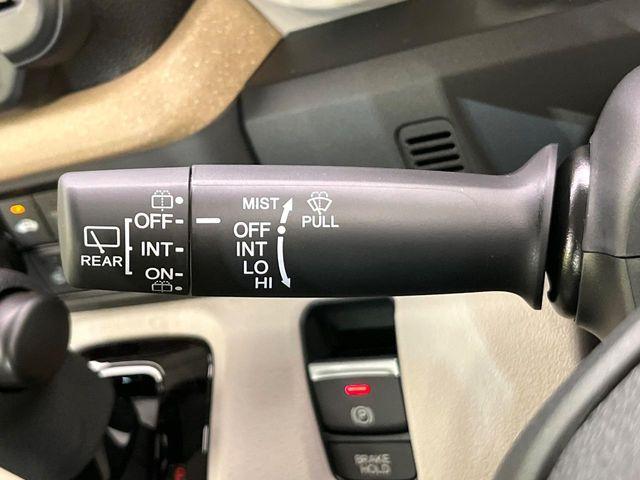 OFF
INT
ON
REAR
MIST
OFF
INT
LO
HI
PULL
BRAKE
HOLD